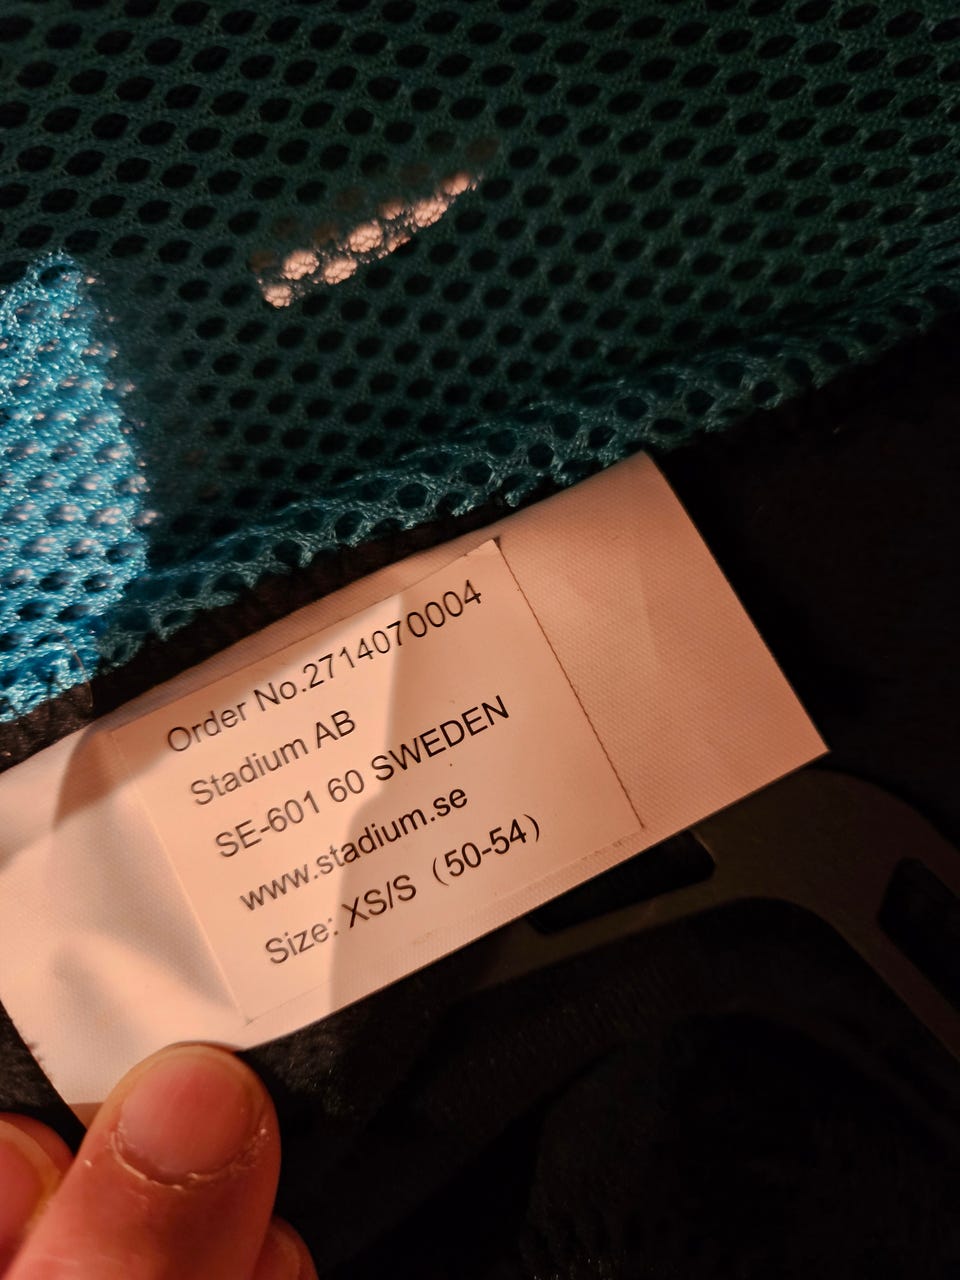 Order No.2714070004
Stadium AB
SE-601 60 SWEDEN
www.stadium.se
Size: XS/S (50-54)